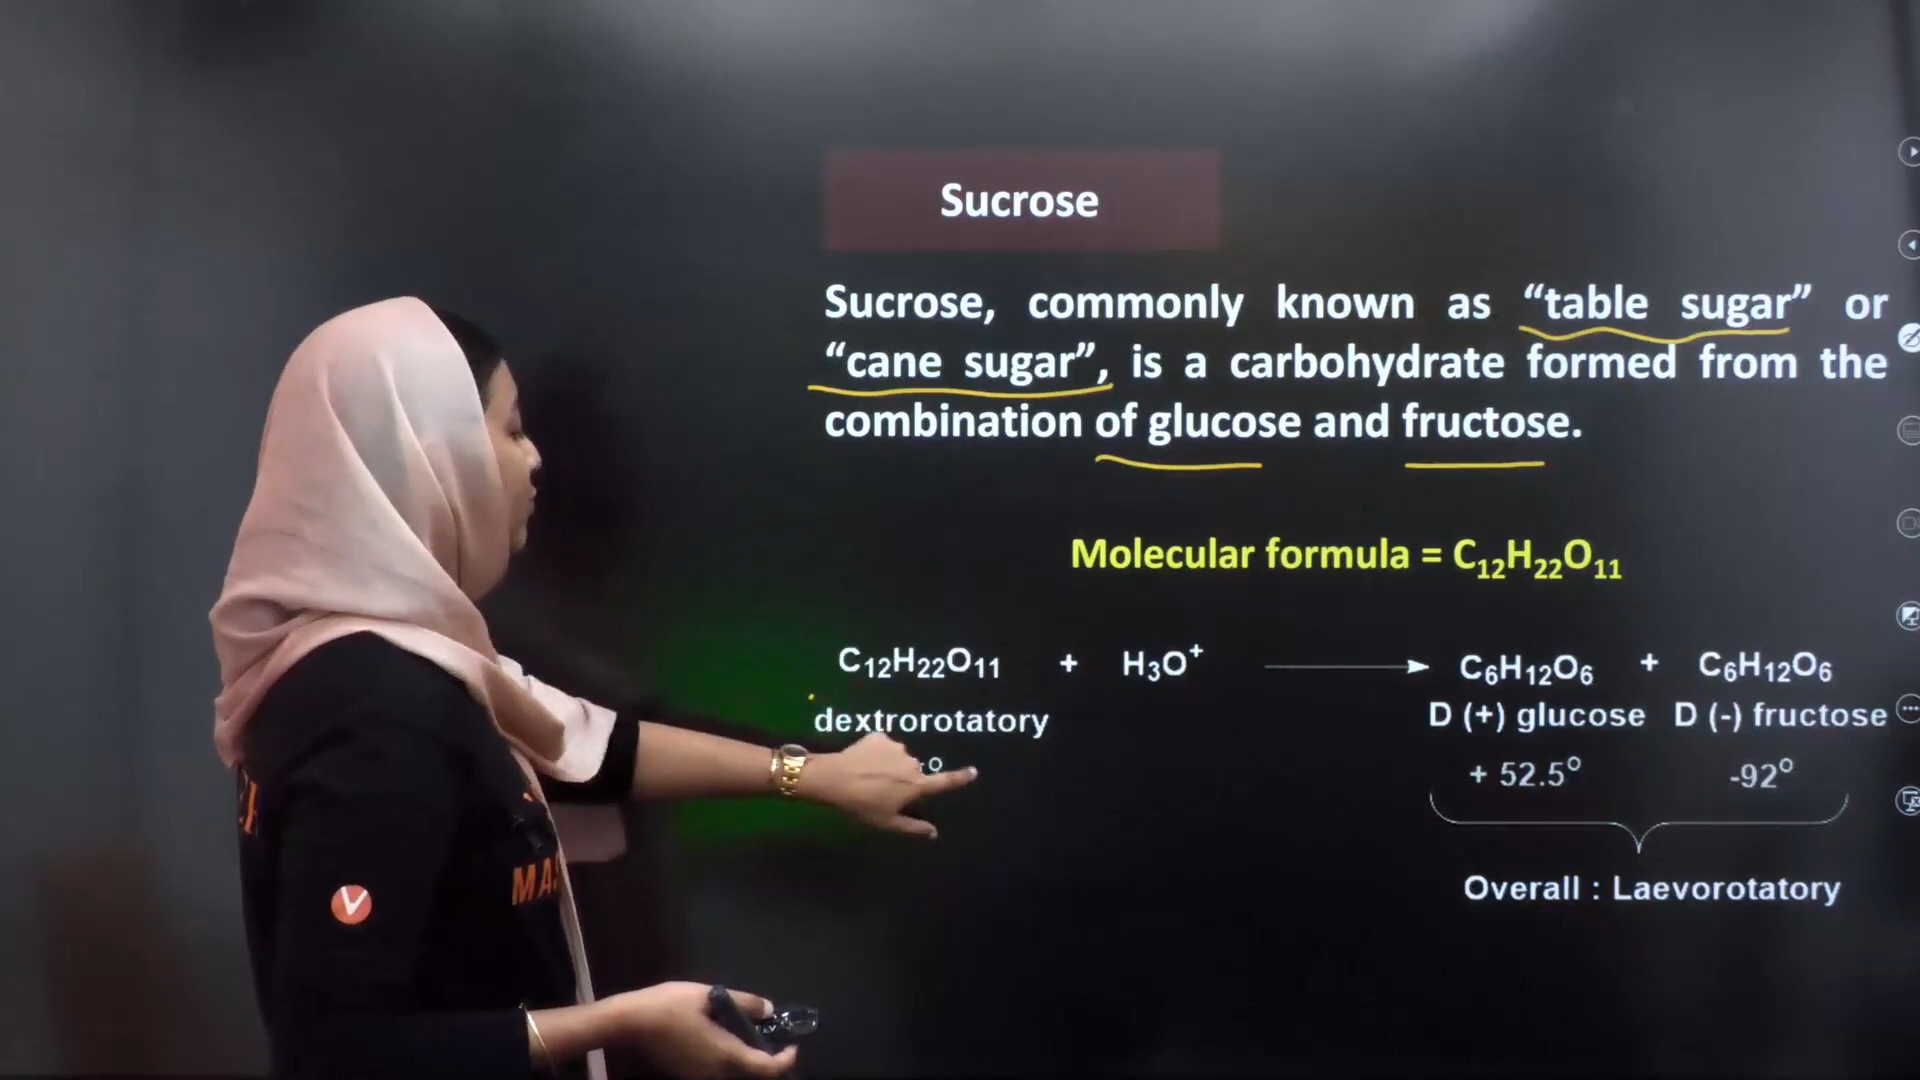 Sucrose
Sucrose, commonly known as “table sugar” or
“cane sugar”, is a carbohydrate formed from the
combination of glucose and fructose.
Molecular formula = C₁₂H₂₂O₁₁
C₁₂H₂₂O₁₁ + H₃O⁺ → C₆H₁₂O₆ + C₆H₁₂O₆
dextrorotatory D (+) glucose D (-) fructose
+ 52.5° -92°
Overall : Laevorotatory
V